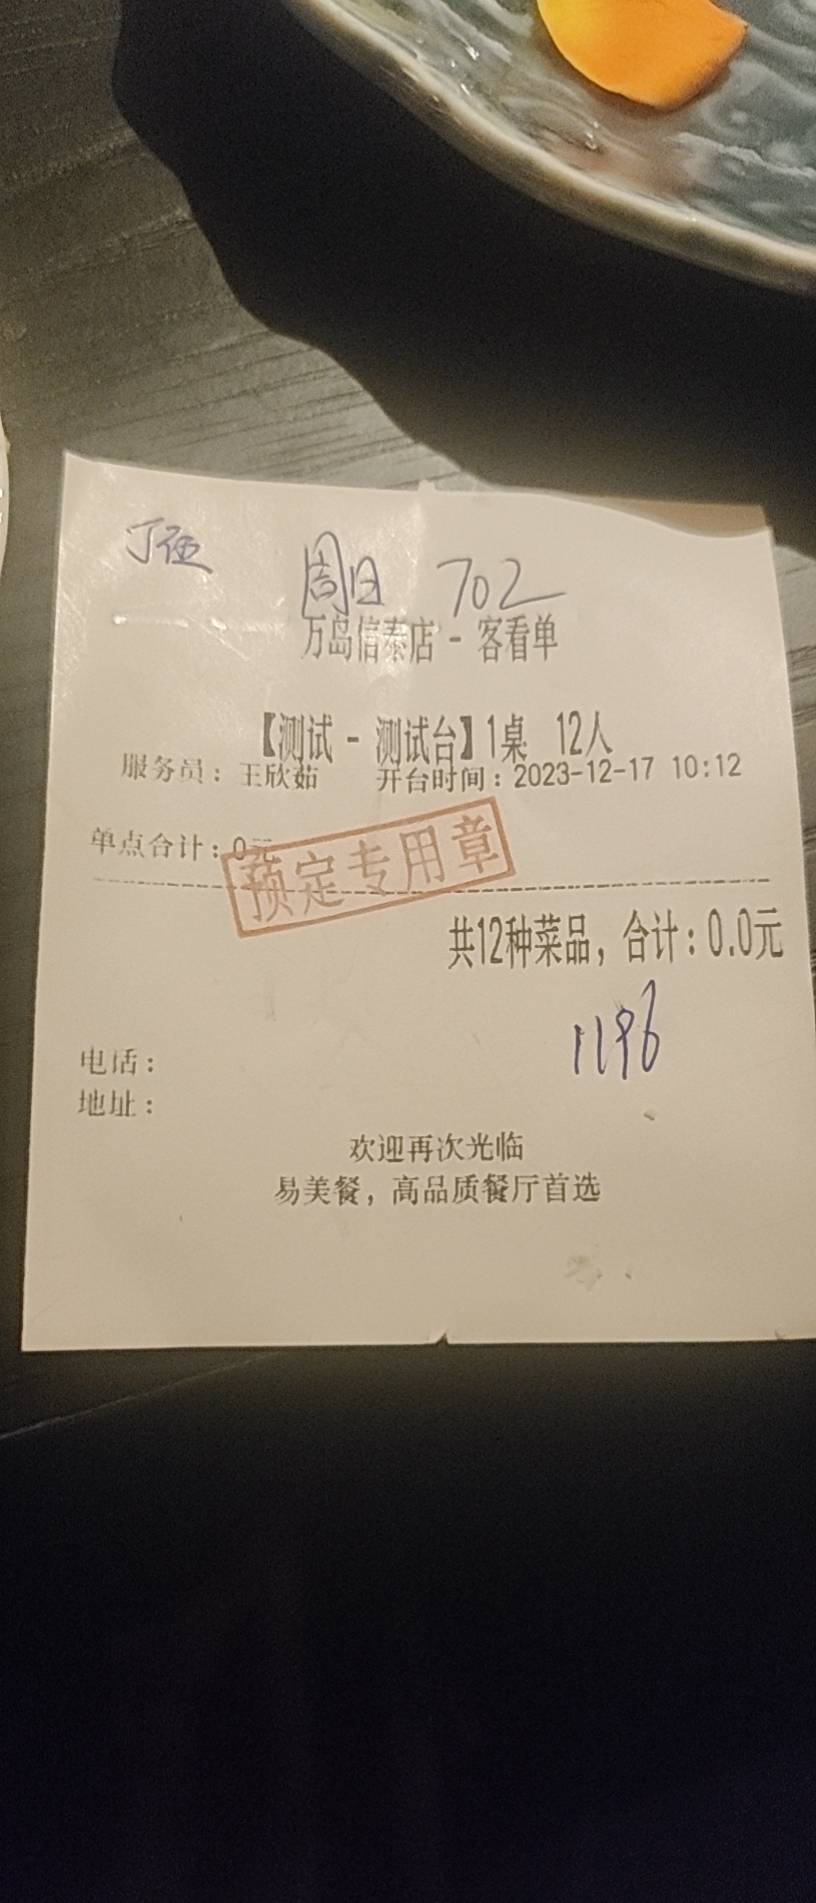 周日 702
万岛信泰店 - 客看单
【测试 - 测试台】1桌 12人
服务员：王欣茹 开台时间：2023-12-17 10:12
单点合计：0元
预定专用章
共12种菜品，合计：0.0元
1196
电话：
地址：
欢迎再次光临
易美餐，高品质餐厅首选